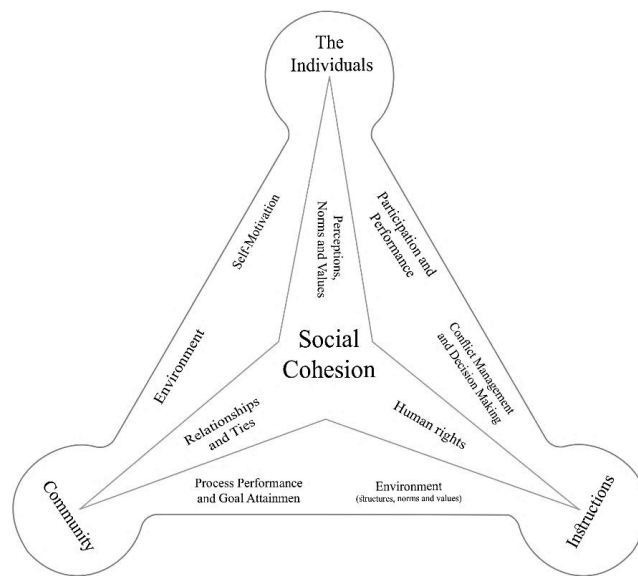 The
Individuals
Self-Motivation
Perceptions,
Norms and Values
Participation and
Performance
Environment
Social
Cohesion
Conflict Management
and Decision Making
Relationships
and Ties
Human rights
Process Performance
and Goal Attainmen
Environment
(structures, norms and values)
Community
Instructions